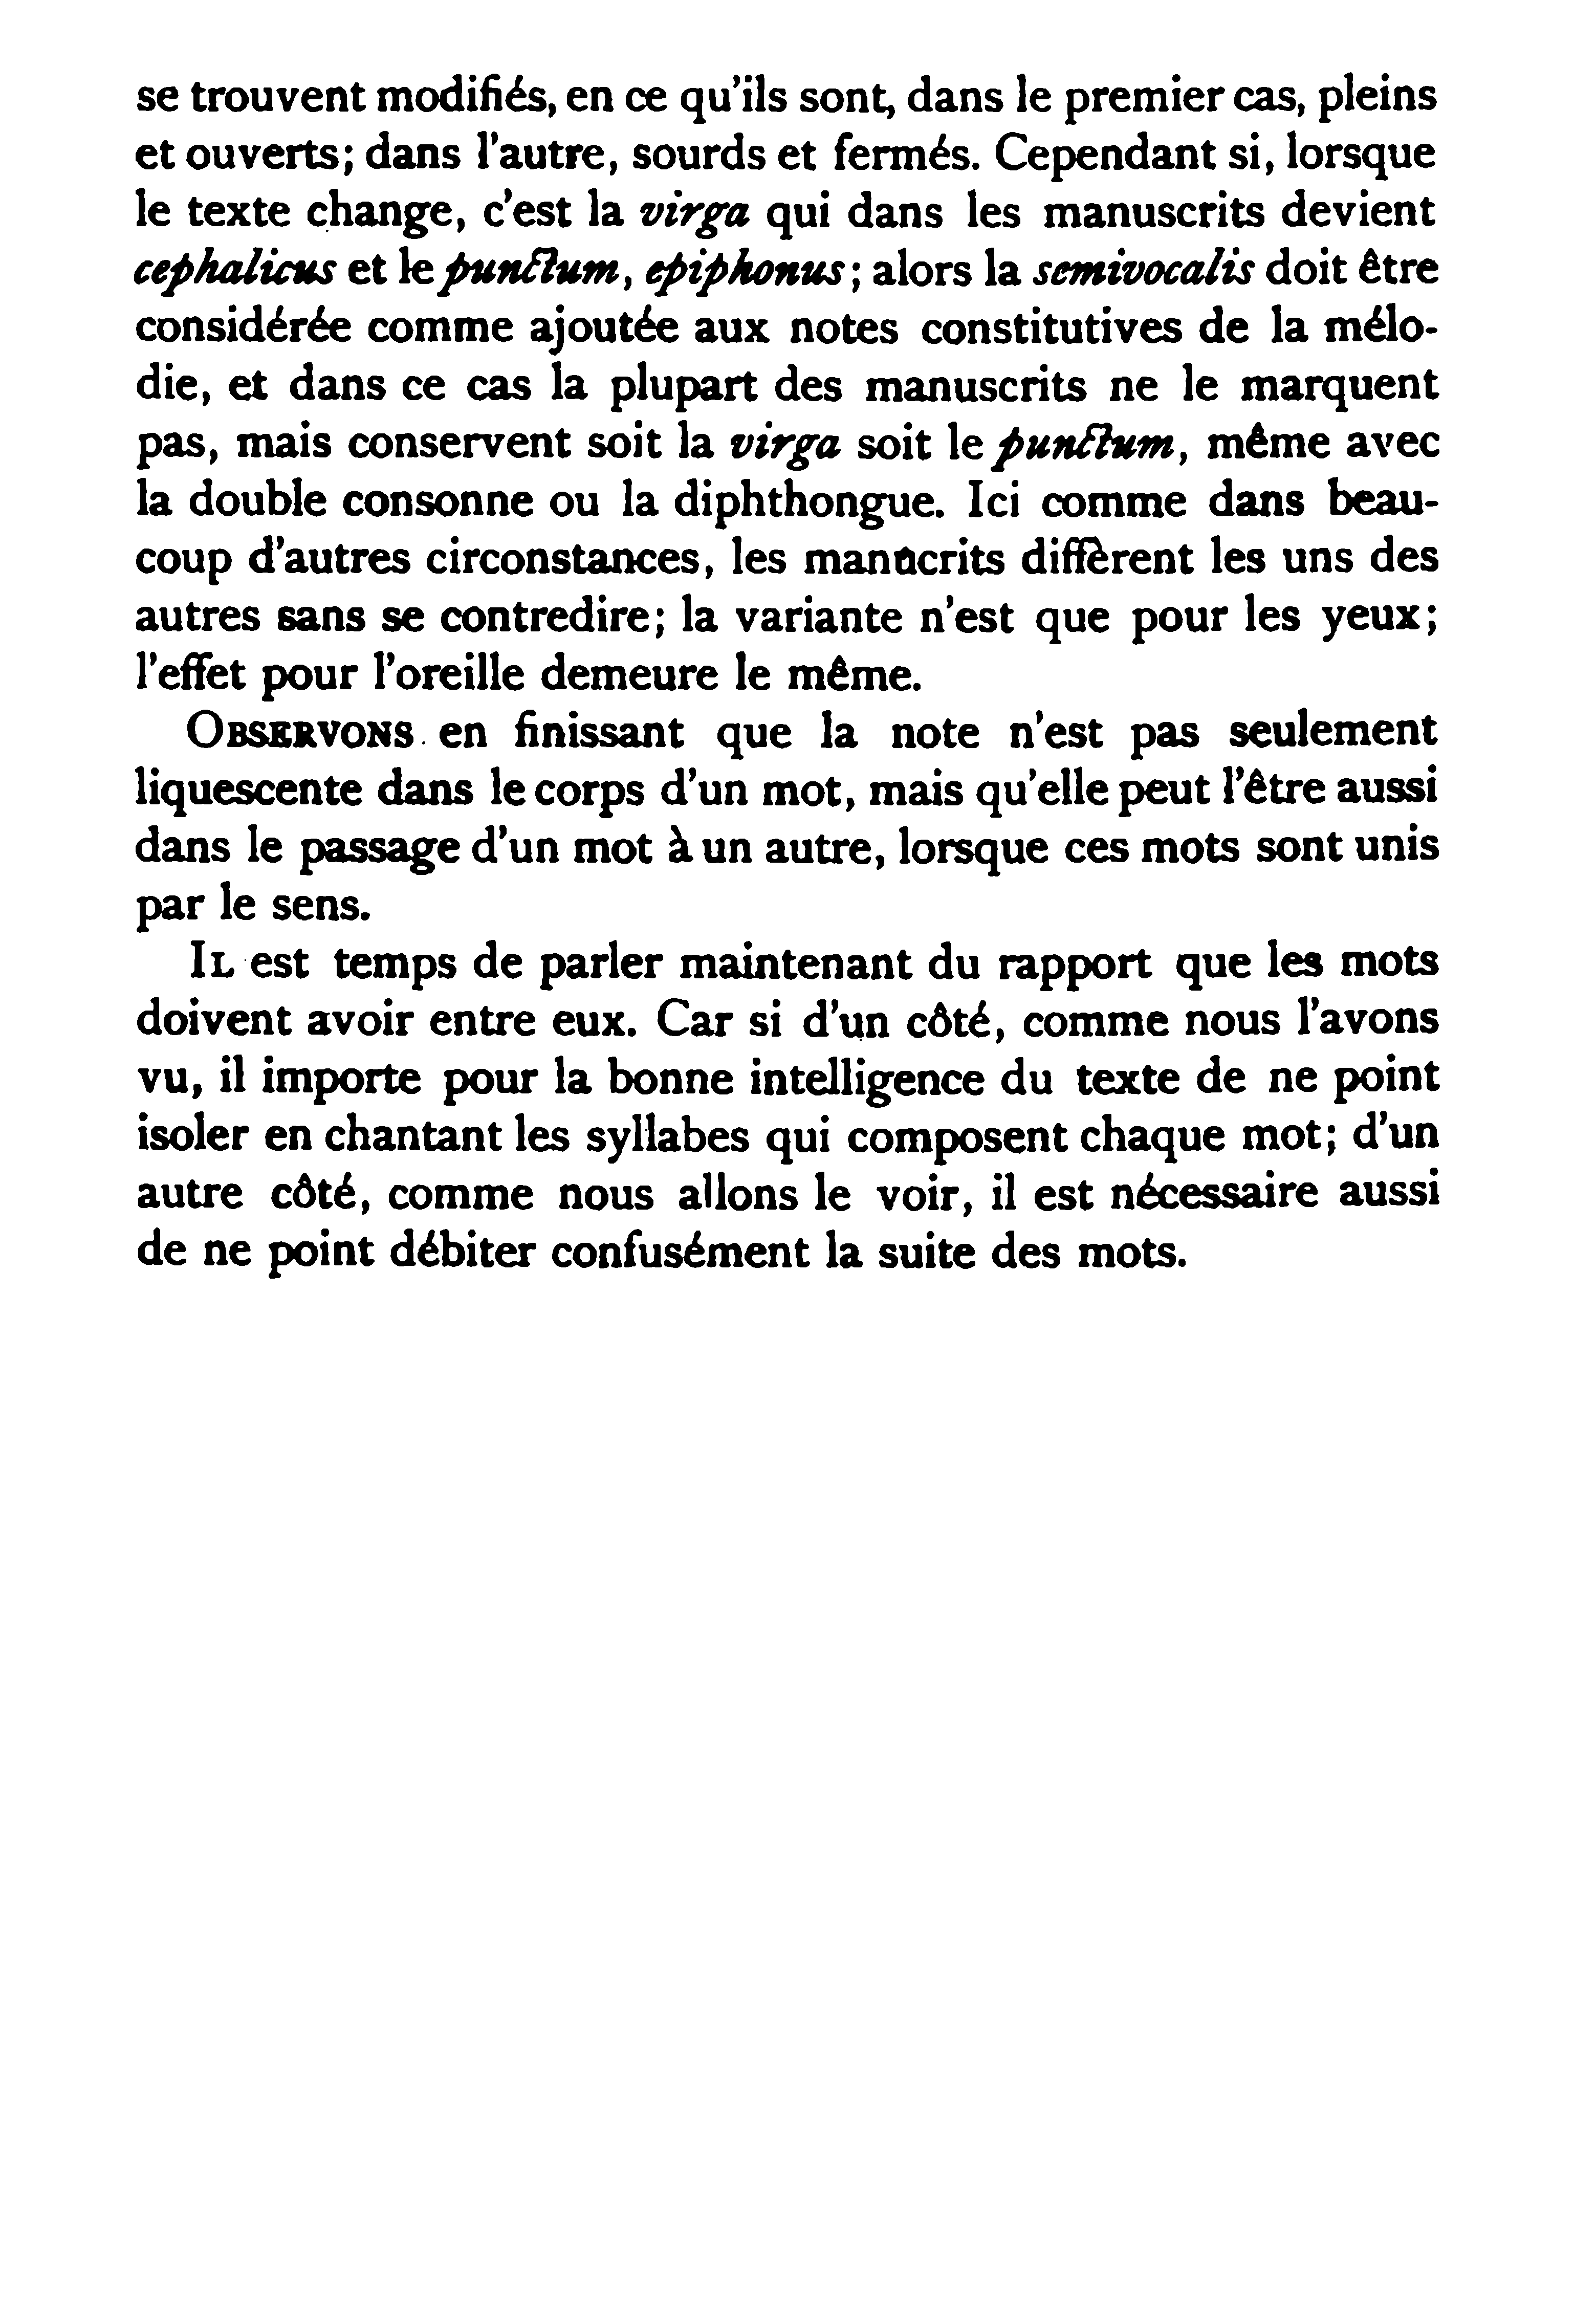 se trouvent modifiés, en ce qu'ils sont, dans le premier cas, pleins
et ouverts; dans l'autre, sourds et fermés. Cependant si, lorsque
le texte change, c'est la virga qui dans les manuscrits devient
cephalicus et le punctum, epiphonus; alors la semivocalis doit être
considérée comme ajoutée aux notes constitutives de la mélo-
die, et dans ce cas la plupart des manuscrits ne le marquent
pas, mais conservent soit la virga soit le punctum, même avec
la double consonne ou la diphthongue. Ici comme dans beau-
coup d'autres circonstances, les manucrits diffèrent les uns des
autres sans se contredire; la variante n'est que pour les yeux;
l'effet pour l'oreille demeure le même.
OBSERVONS en finissant que la note n'est pas seulement
liquescente dans le corps d'un mot, mais qu'elle peut l'être aussi
dans le passage d'un mot à un autre, lorsque ces mots sont unis
par le sens.
IL est temps de parler maintenant du rapport que les mots
doivent avoir entre eux. Car si d'un côté, comme nous l'avons
vu, il importe pour la bonne intelligence du texte de ne point
isoler en chantant les syllabes qui composent chaque mot; d'un
autre côté, comme nous allons le voir, il est nécessaire aussi
de ne point débiter confusément la suite des mots.